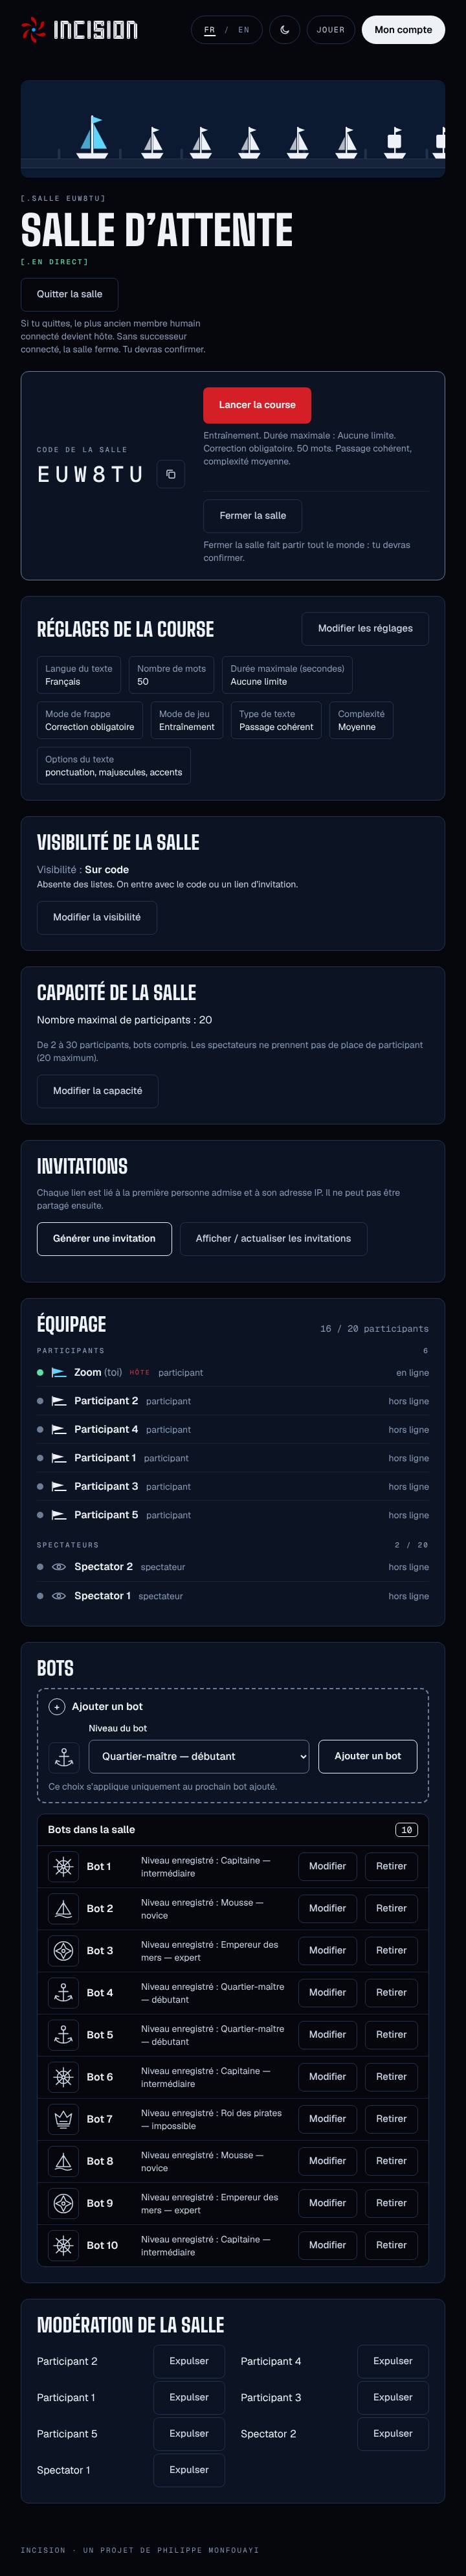 INCISION
FR / EN
JOUER
Mon compte
[.SALLE EUW8TU]
SALLE D’ATTENTE
[.EN DIRECT]
Quitter la salle
Si tu quittes, le plus ancien membre humain
connecté devient hôte. Sans successeur
connecté, la salle ferme. Tu devras confirmer.
CODE DE LA SALLE
EUW8TU
Lancer la course
Entraînement. Durée maximale : Aucune limite.
Correction obligatoire. 50 mots. Passage cohérent,
complexité moyenne.
Fermer la salle
Fermer la salle fait partir tout le monde : tu devras
confirmer.
RÉGLAGES DE LA COURSE
Modifier les réglages
Langue du texte
Français
Nombre de mots
50
Durée maximale (secondes)
Aucune limite
Mode de frappe
Correction obligatoire
Mode de jeu
Entraînement
Type de texte
Passage cohérent
Complexité
Moyenne
Options du texte
ponctuation, majuscules, accents
VISIBILITÉ DE LA SALLE
Visibilité : Sur code
Absente des listes. On entre avec le code ou un lien d’invitation.
Modifier la visibilité
CAPACITÉ DE LA SALLE
Nombre maximal de participants : 20
De 2 à 30 participants, bots compris. Les spectateurs ne prennent pas de place de participant
(20 maximum).
Modifier la capacité
INVITATIONS
Chaque lien est lié à la première personne admise et à son adresse IP. Il ne peut pas être
partagé ensuite.
Générer une invitation
Afficher / actualiser les invitations
ÉQUIPAGE
16 / 20 participants
PARTICIPANTS 6
Zoom (toi) HÔTE participant en ligne
Participant 2 participant hors ligne
Participant 4 participant hors ligne
Participant 1 participant hors ligne
Participant 3 participant hors ligne
Participant 5 participant hors ligne
SPECTATEURS 2 / 20
Spectator 2 spectateur hors ligne
Spectator 1 spectateur hors ligne
BOTS
+ Ajouter un bot
Niveau du bot
Quartier-maître — débutant
Ajouter un bot
Ce choix s’applique uniquement au prochain bot ajouté.
Bots dans la salle 10
Bot 1
Niveau enregistré : Capitaine —
intermédiaire
Modifier
Retirer
Bot 2
Niveau enregistré : Mousse —
novice
Modifier
Retirer
Bot 3
Niveau enregistré : Empereur des
mers — expert
Modifier
Retirer
Bot 4
Niveau enregistré : Quartier-maître
— débutant
Modifier
Retirer
Bot 5
Niveau enregistré : Quartier-maître
— débutant
Modifier
Retirer
Bot 6
Niveau enregistré : Capitaine —
intermédiaire
Modifier
Retirer
Bot 7
Niveau enregistré : Roi des pirates
— impossible
Modifier
Retirer
Bot 8
Niveau enregistré : Mousse —
novice
Modifier
Retirer
Bot 9
Niveau enregistré : Empereur des
mers — expert
Modifier
Retirer
Bot 10
Niveau enregistré : Capitaine —
intermédiaire
Modifier
Retirer
MODÉRATION DE LA SALLE
Participant 2 Expulser
Participant 4 Expulser
Participant 1 Expulser
Participant 3 Expulser
Participant 5 Expulser
Spectator 2 Expulser
Spectator 1 Expulser
INCISION · UN PROJET DE PHILIPPE MONFOUAYI